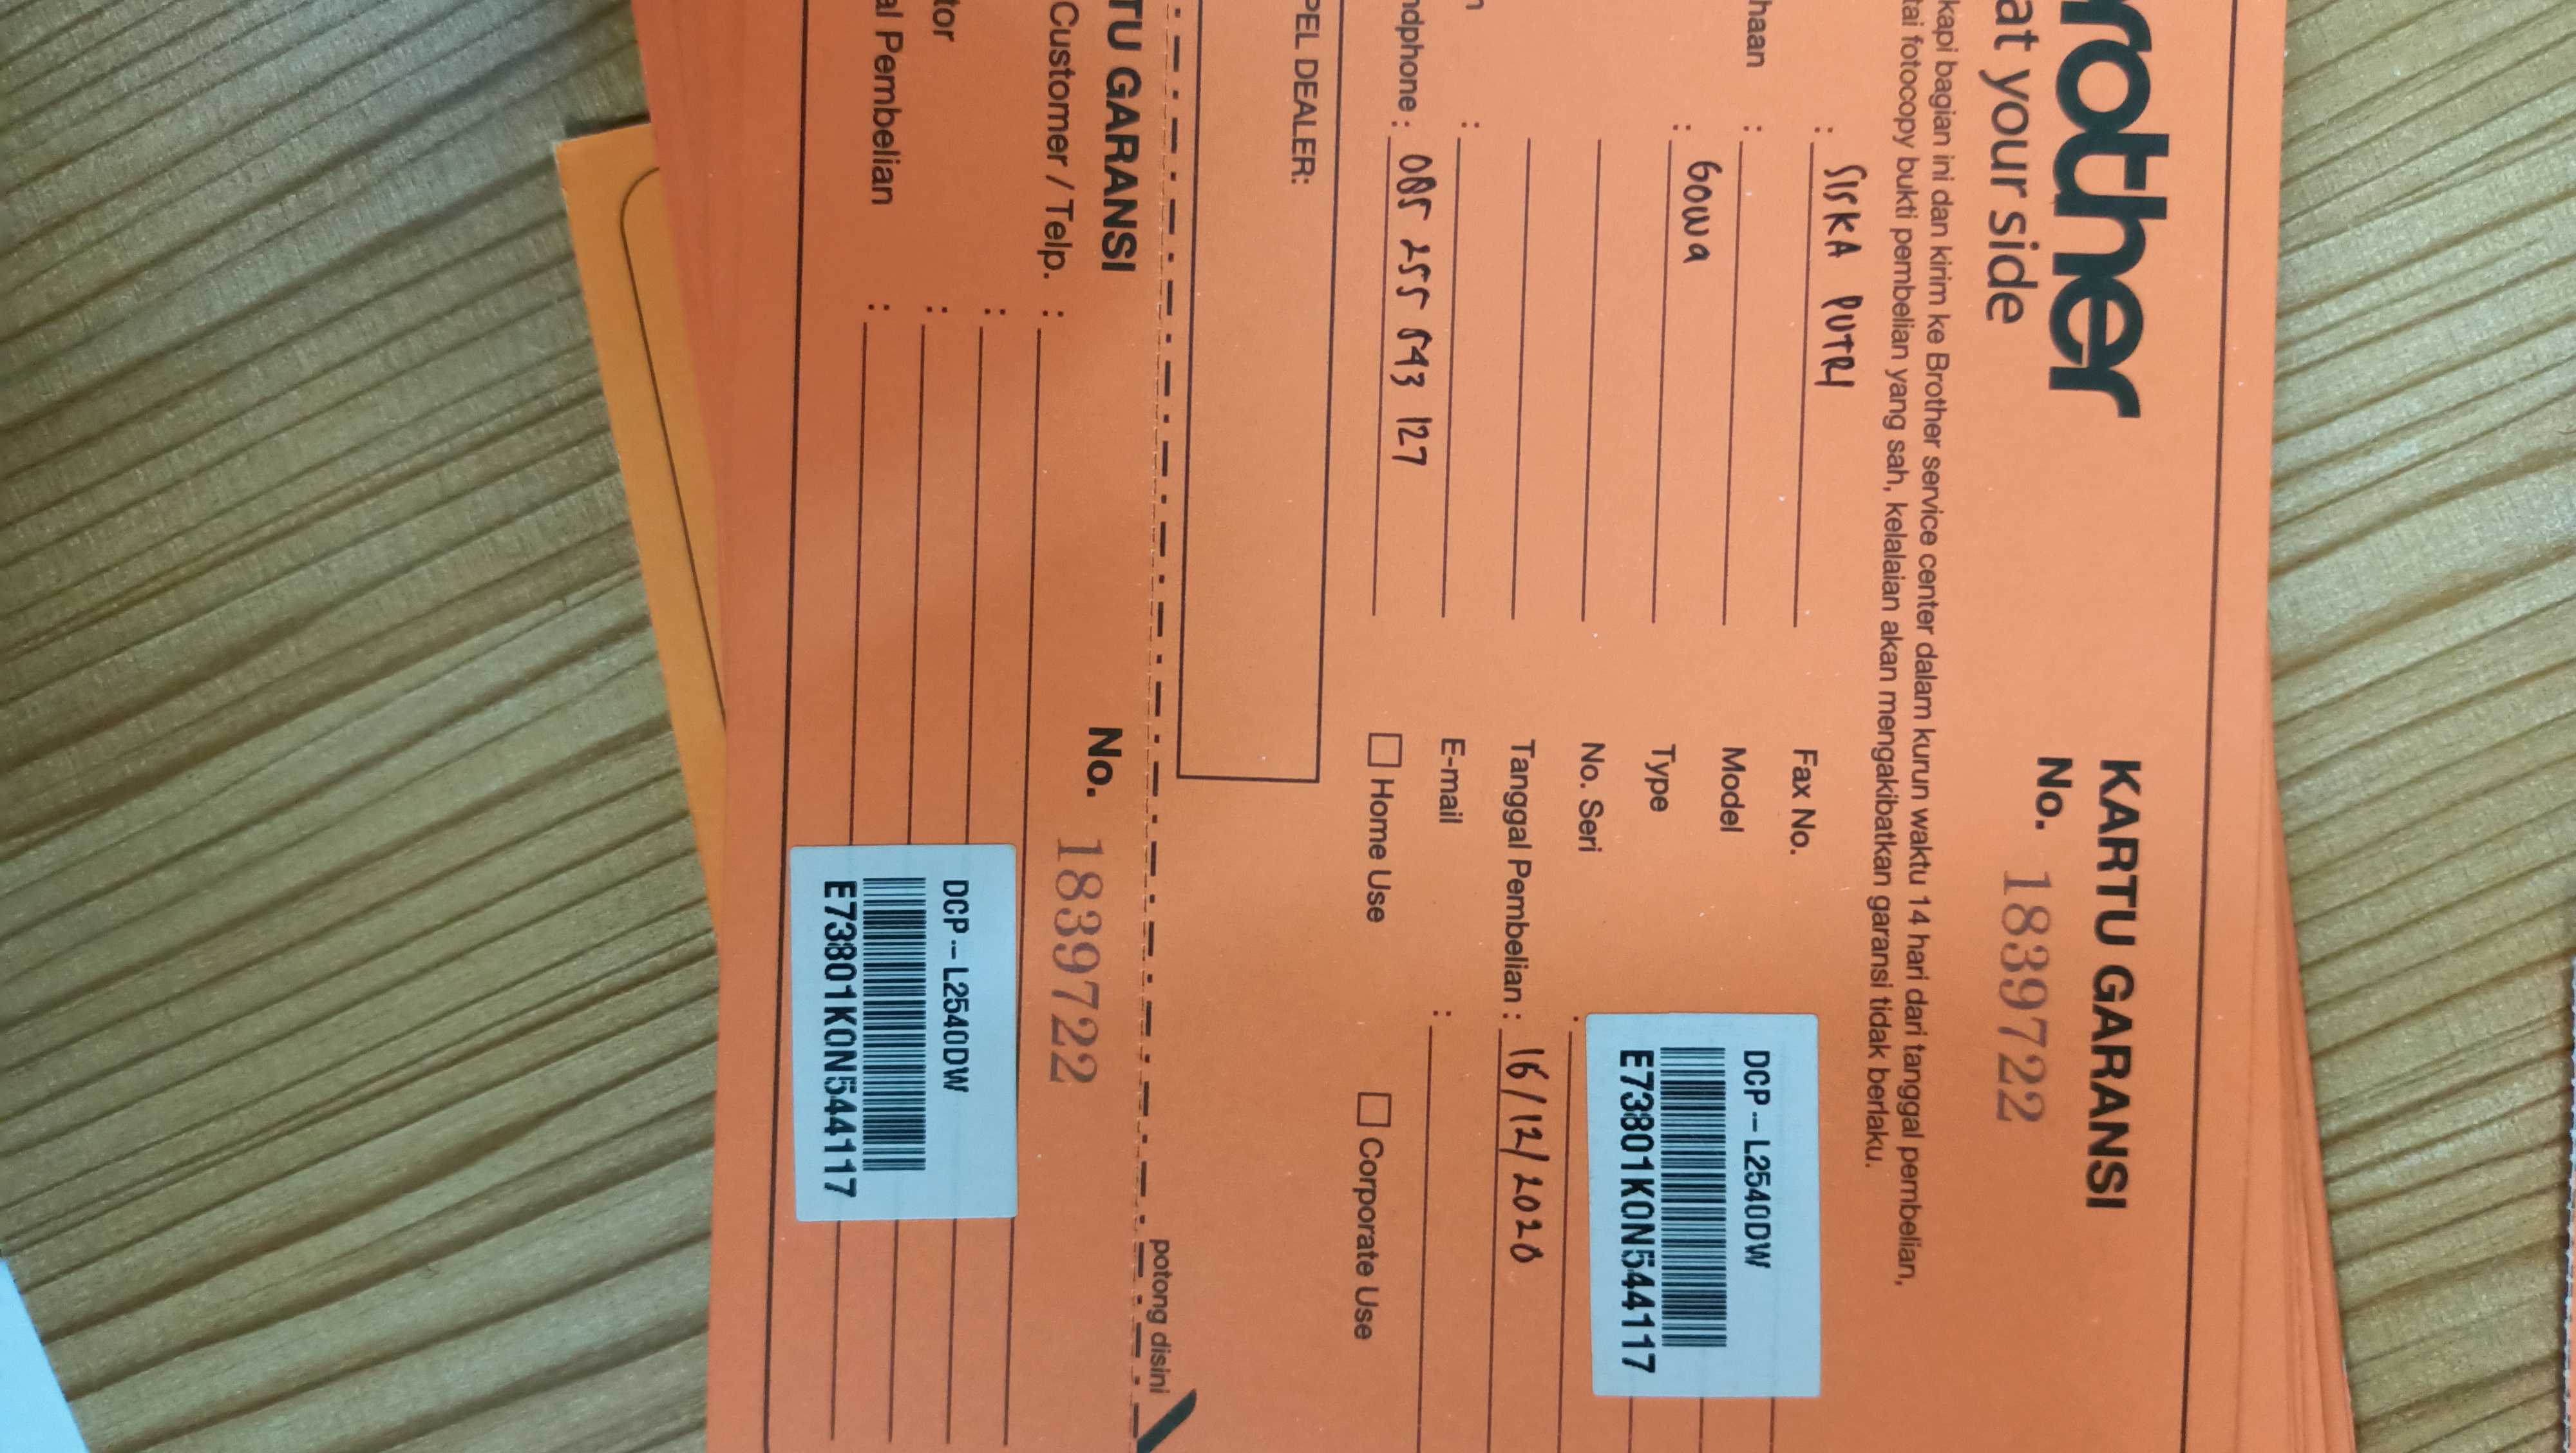 rother
at your side
KARTU GARANSI
No. 1839722
kapi bagian ini dan kirim ke Brother service center dalam kurun waktu 14 hari dari tanggal pembelian,
tai fotocopy bukti pembelian yang sah, kelalaian akan mengakibatkan garansi tidak berlaku.
: SISKA PUTRI
Fax No.
haan :
Model
DCP-L2540DW
: Gowa
Type
E73801K0N544117
No. Seri :
Tanggal Pembelian : 16/12/2020
n :
E-mail :
ndphone : 085 255 543 127
Home Use
Corporate Use
PEL DEALER:
potong disini
TU GARANSI
No. 1839722
Customer / Telp. :
:
tor :
DCP-L2540DW
al Pembelian :
E73801K0N544117